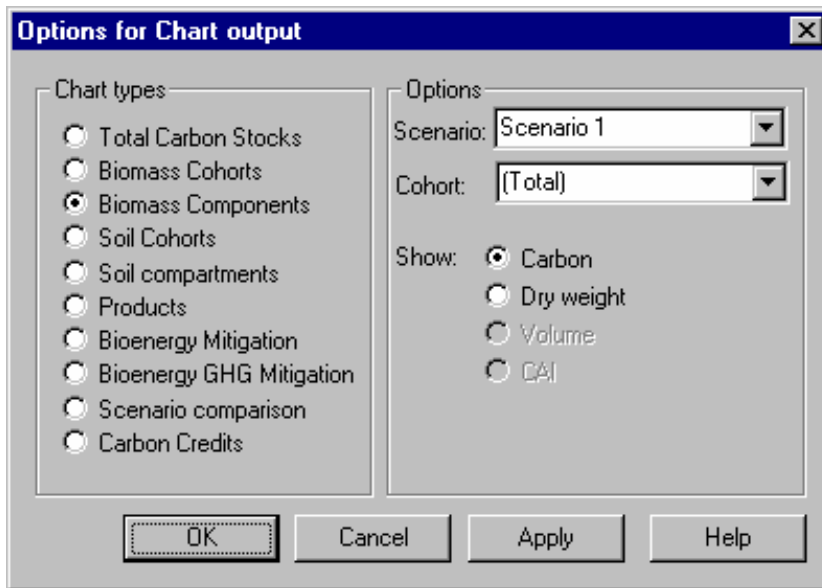 Options for Chart output
Chart types
Total Carbon Stocks
Biomass Cohorts
Biomass Components
Soil Cohorts
Soil compartments
Products
Bioenergy Mitigation
Bioenergy GHG Mitigation
Scenario comparison
Carbon Credits
Options
Scenario: Scenario 1
Cohort: (Total)
Show: Carbon
Dry weight
Volume
CAI
OK Cancel Apply Help